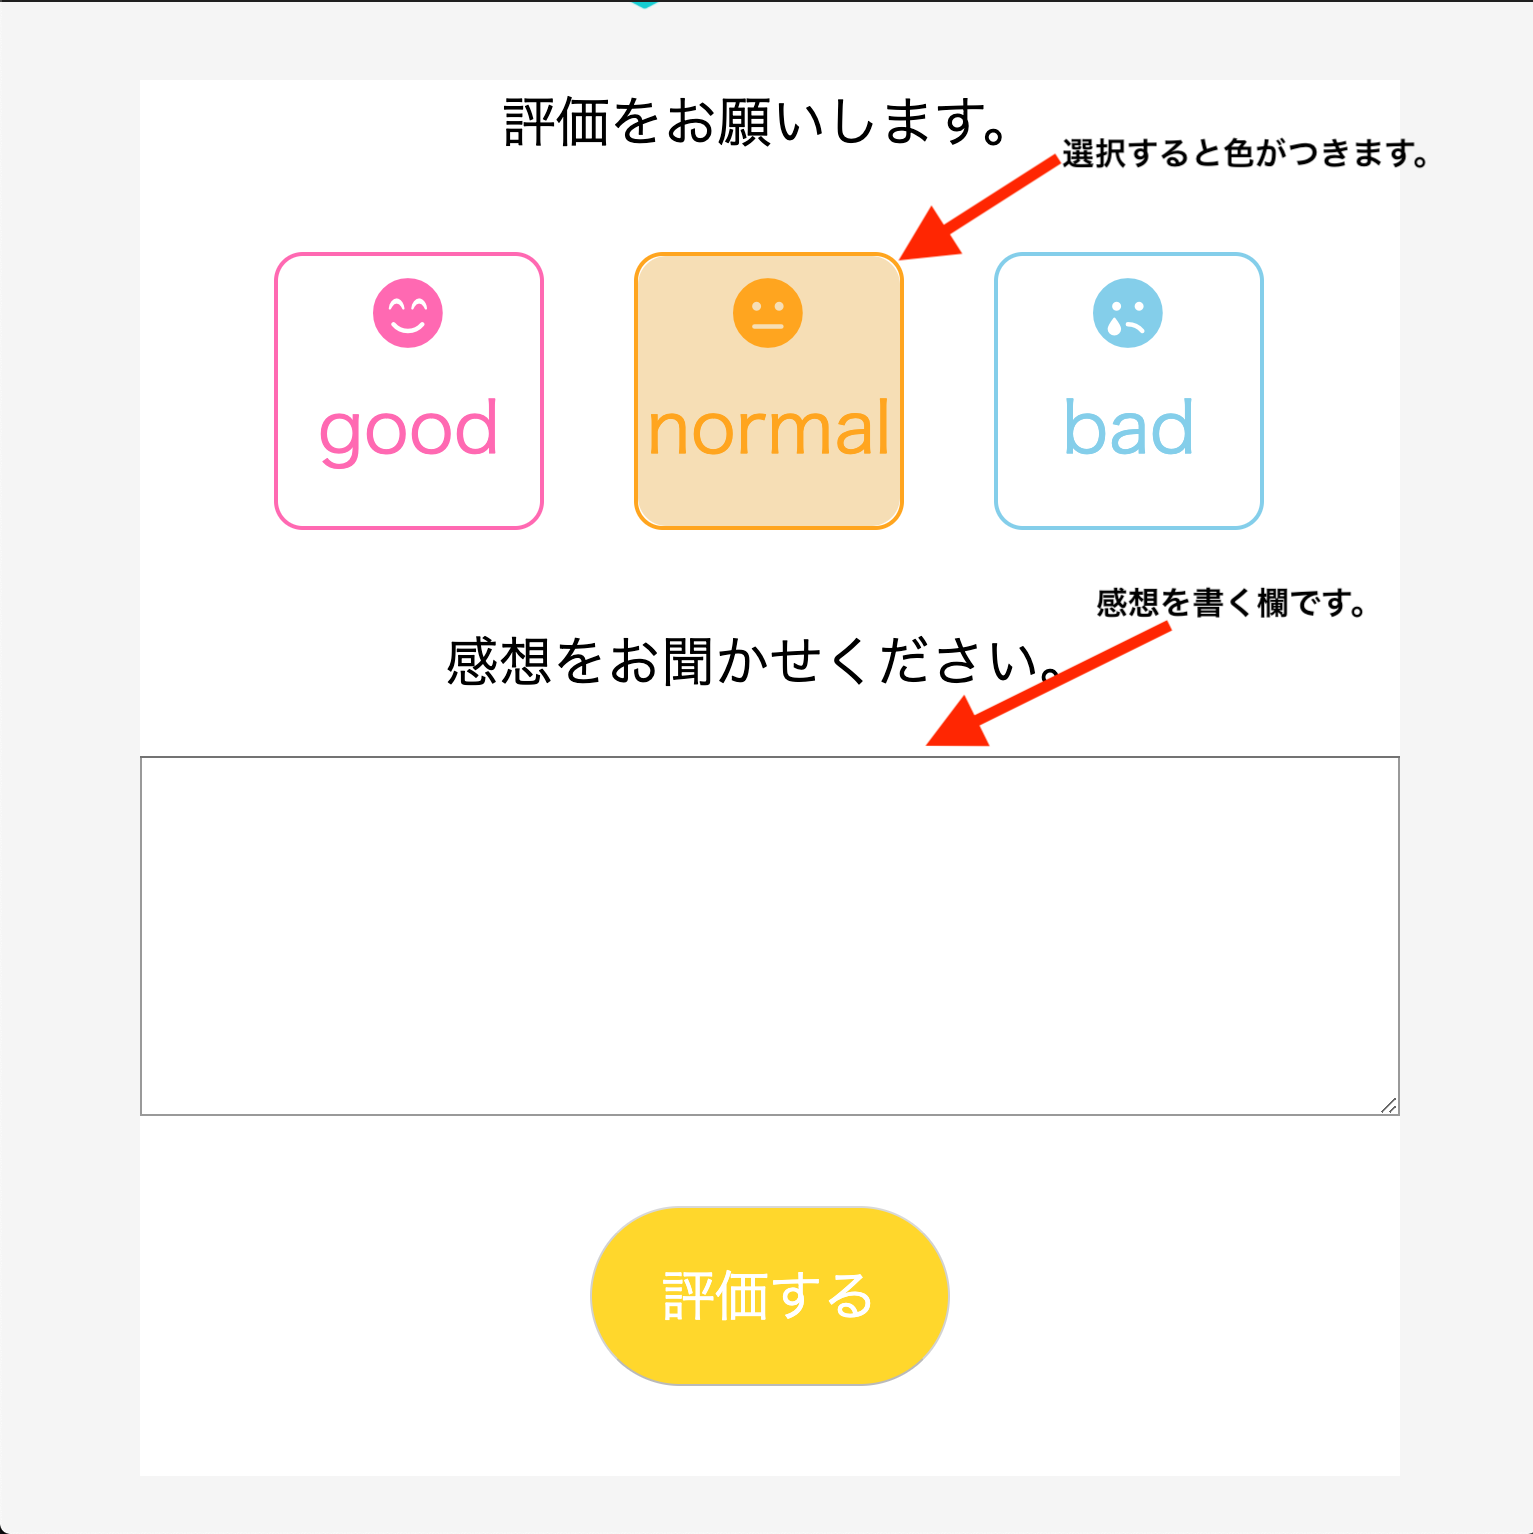 評価をお願いします。
選択すると色がつきます。
good
normal
bad
感想を書く欄です。
感想をお聞かせください。
評価する